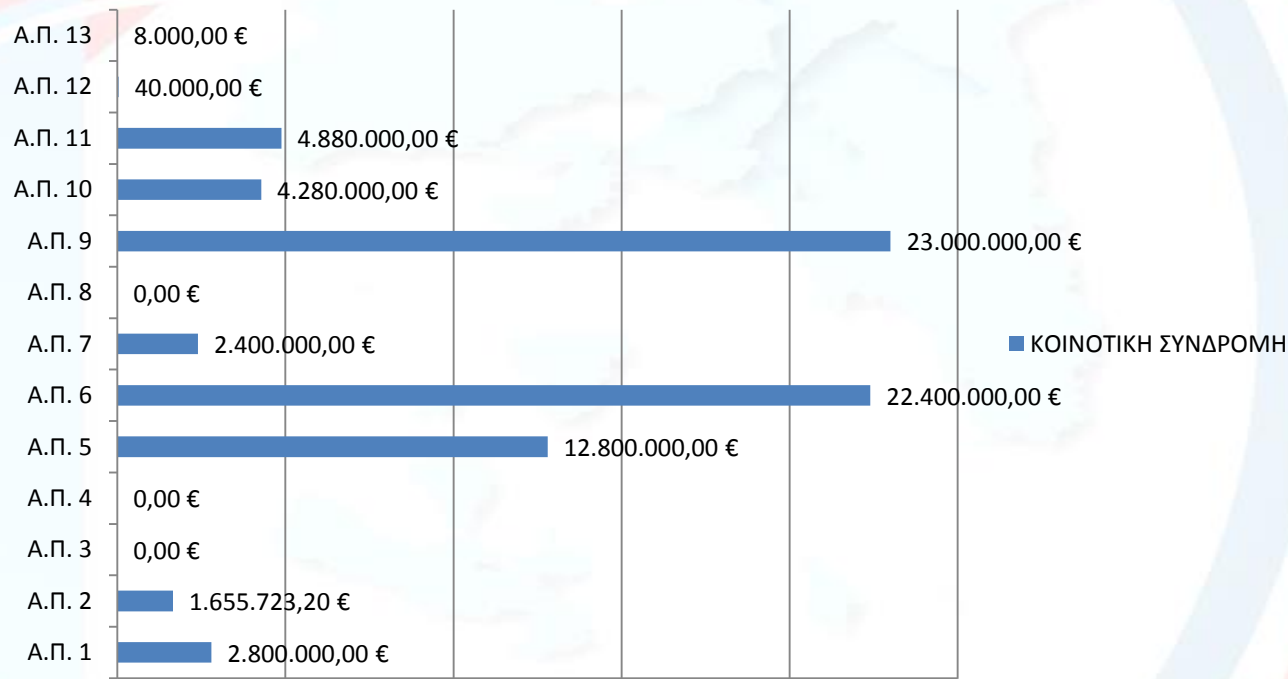 Α.Π. 13 8.000,00 €
Α.Π. 12 40.000,00 €
Α.Π. 11 4.880.000,00 €
Α.Π. 10 4.280.000,00 €
Α.Π. 9 23.000.000,00 €
Α.Π. 8 0,00 €
Α.Π. 7 2.400.000,00 €
ΚΟΙΝΟΤΙΚΗ ΣΥΝΔΡΟΜΗ
Α.Π. 6 22.400.000,00 €
Α.Π. 5 12.800.000,00 €
Α.Π. 4 0,00 €
Α.Π. 3 0,00 €
Α.Π. 2 1.655.723,20 €
Α.Π. 1 2.800.000,00 €